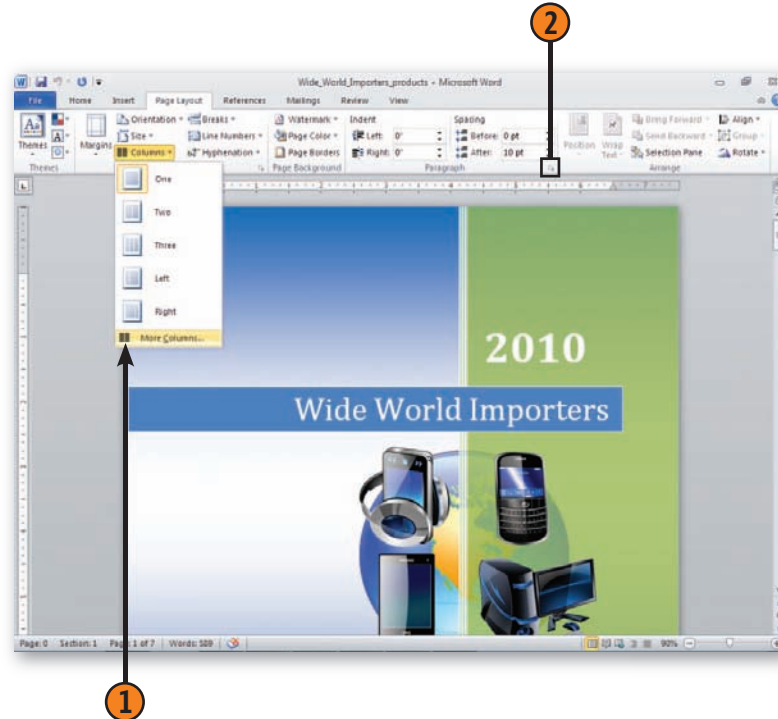 2
Wide_World_Importers_products - Microsoft Word
File Home Insert Page Layout References Mailings Review View
Orientation Breaks Watermark Indent Spacing Bring Forward Align
Themes Margins Size Line Numbers Page Color Left: 0" Before: 0 pt Position Wrap Text Send Backward Group
Columns Hyphenation Page Borders Right: 0" After: 10 pt Selection Pane Rotate
Themes Page Background Paragraph Arrange
One
Two
Three
Left
Right
More Columns...
2010
Wide World Importers
Page: 0 Section: 1 Page: 1 of 7 Words: 509 90%
1